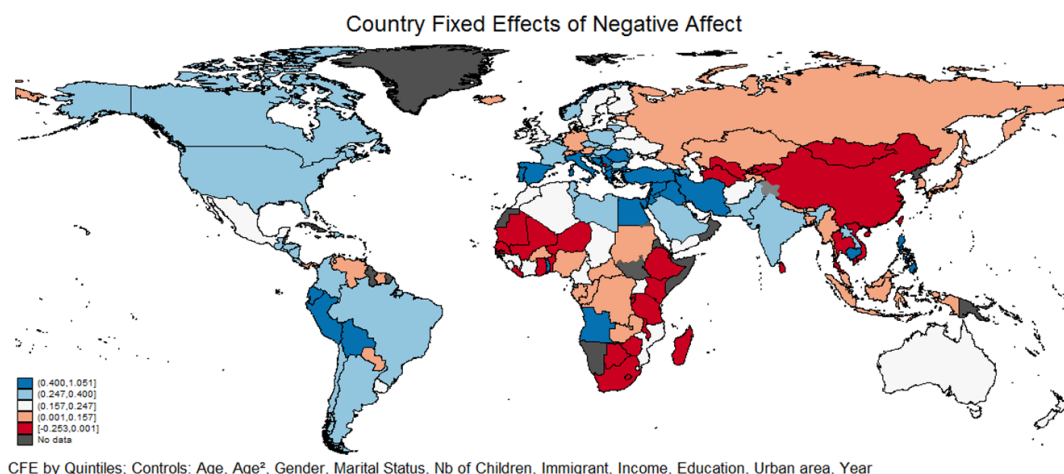 Country Fixed Effects of Negative Affect
(0.400,1.051]
(0.247,0.400]
(0.157,0.247]
(0.001,0.157]
[-0.253,0.001]
No data
CFE by Quintiles; Controls: Age, Age², Gender, Marital Status, Nb of Children, Immigrant, Income, Education, Urban area, Year